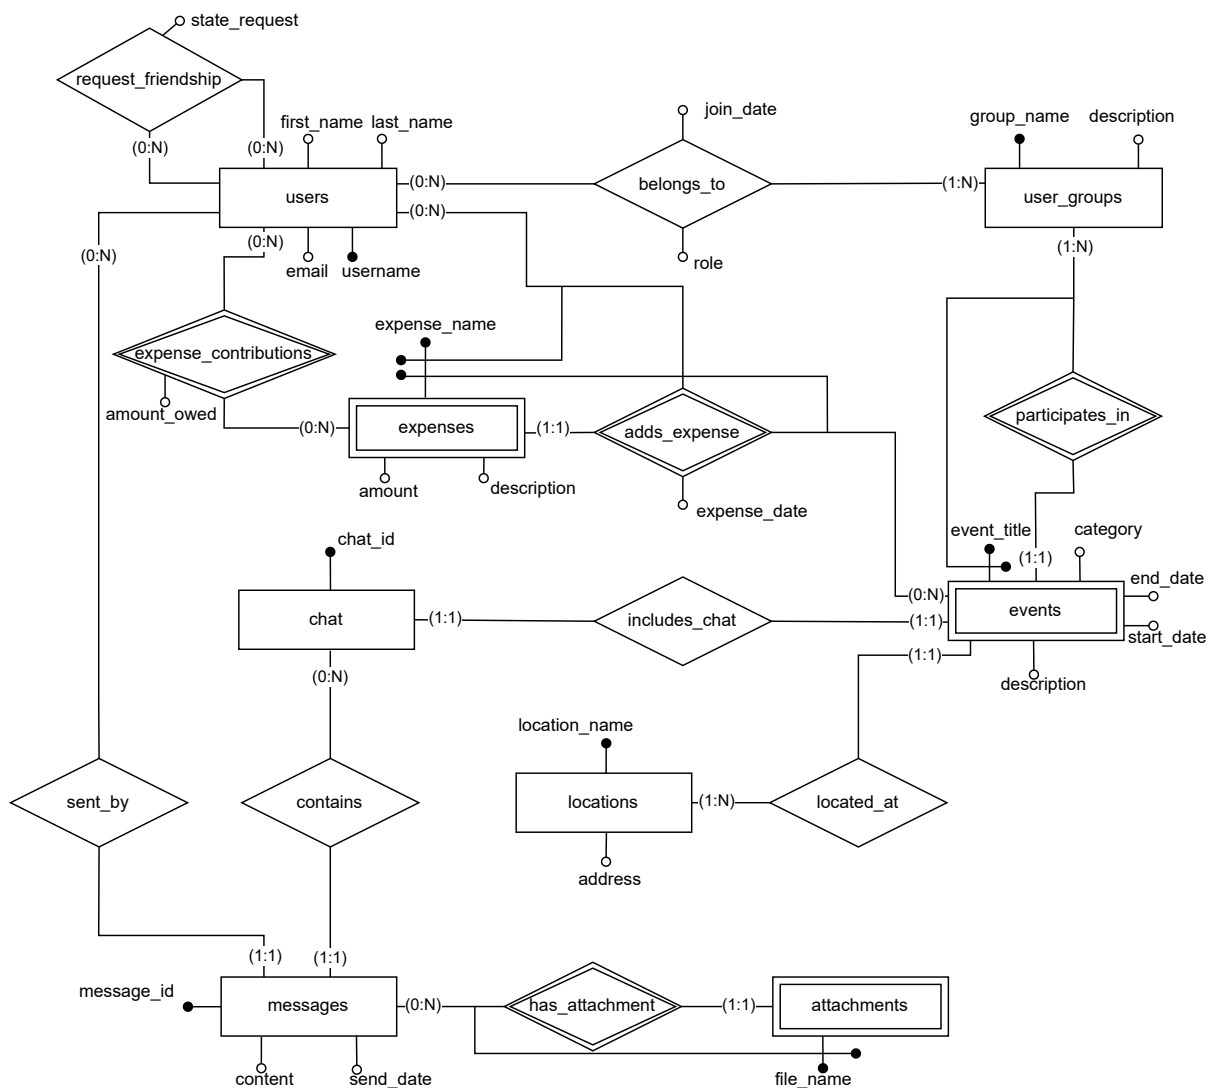 state_request
request_friendship
first_name
last_name
join_date
group_name
description
(0:N)
(0:N)
users
(0:N)
belongs_to
(1:N)
user_groups
(0:N)
(0:N)
(0:N)
email
username
role
(1:N)
expense_name
expense_contributions
amount_owed
(0:N)
expenses
(1:1)
adds_expense
participates_in
amount
description
expense_date
event_title
category
chat_id
(1:1)
end_date
(0:N)
chat
(1:1)
includes_chat
(1:1)
events
start_date
(1:1)
description
(0:N)
location_name
sent_by
contains
locations
(1:N)
located_at
address
(1:1)
(1:1)
message_id
messages
(0:N)
has_attachment
(1:1)
attachments
content
send_date
file_name